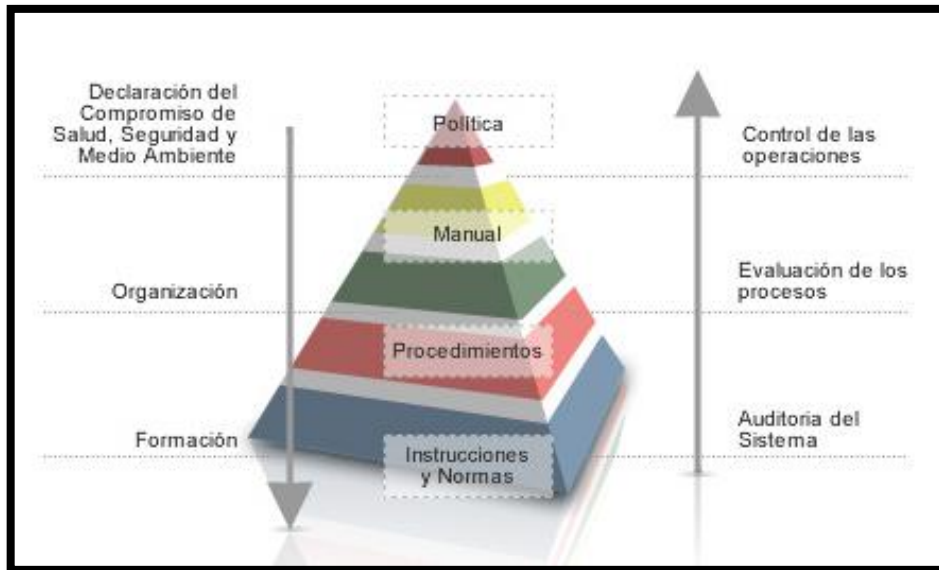 Declaración del
Compromiso de
Salud, Seguridad y
Medio Ambiente
Política
Control de las
operaciones
Manual
Organización
Evaluación de los
procesos
Procedimientos
Formación
Auditoria del
Sistema
Instrucciones
y Normas